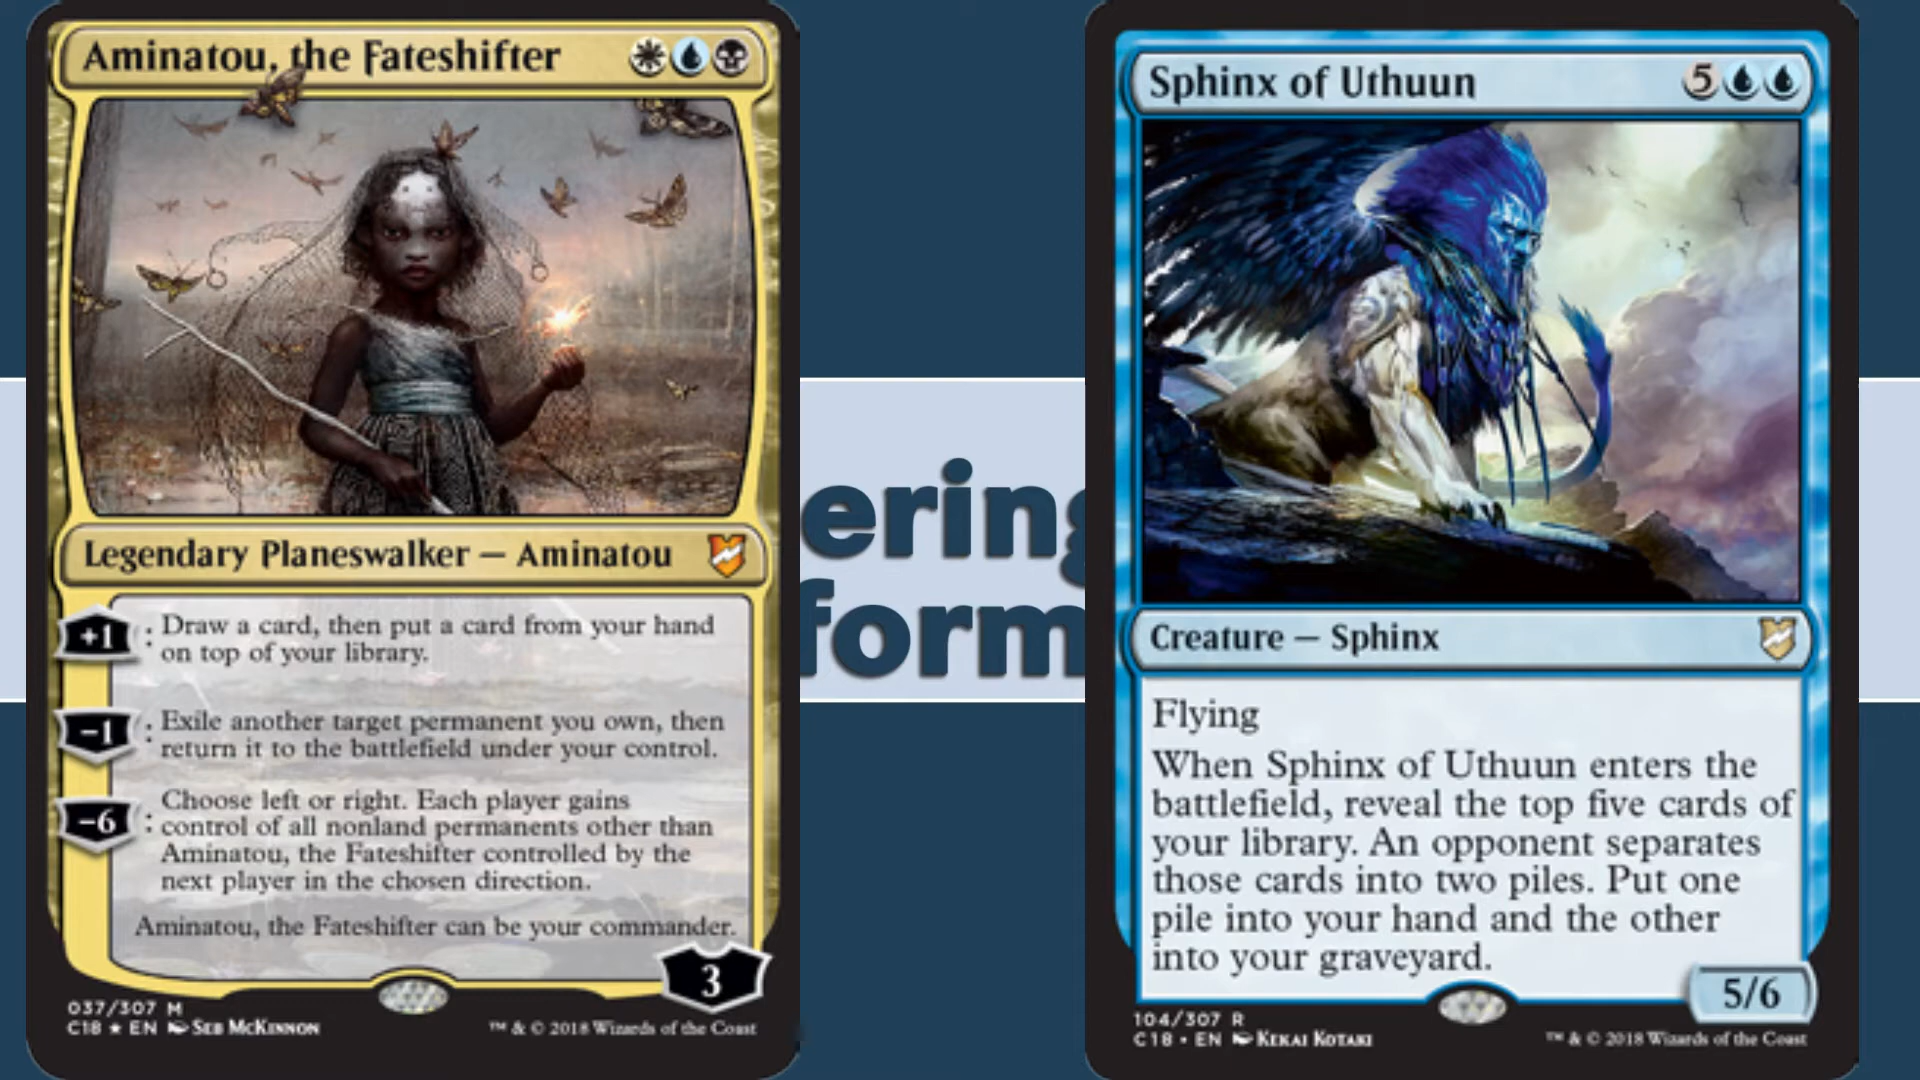 Aminatou, the Fateshifter
Legendary Planeswalker — Aminatou
+1 : Draw a card, then put a card from your hand
on top of your library.
−1 : Exile another target permanent you own, then
return it to the battlefield under your control.
−6 : Choose left or right. Each player gains
control of all nonland permanents other than
Aminatou, the Fateshifter controlled by the
next player in the chosen direction.
Aminatou, the Fateshifter can be your commander.
3
037/307 M
C18 ★ EN Seb McKinnon
™ & © 2018 Wizards of the Coast
ering
form
Sphinx of Uthuun 5
Creature — Sphinx
Flying
When Sphinx of Uthuun enters the
battlefield, reveal the top five cards of
your library. An opponent separates
those cards into two piles. Put one
pile into your hand and the other
into your graveyard.
5/6
104/307 R
C18 • EN Kekai Kotaki
™ & © 2018 Wizards of the Coast